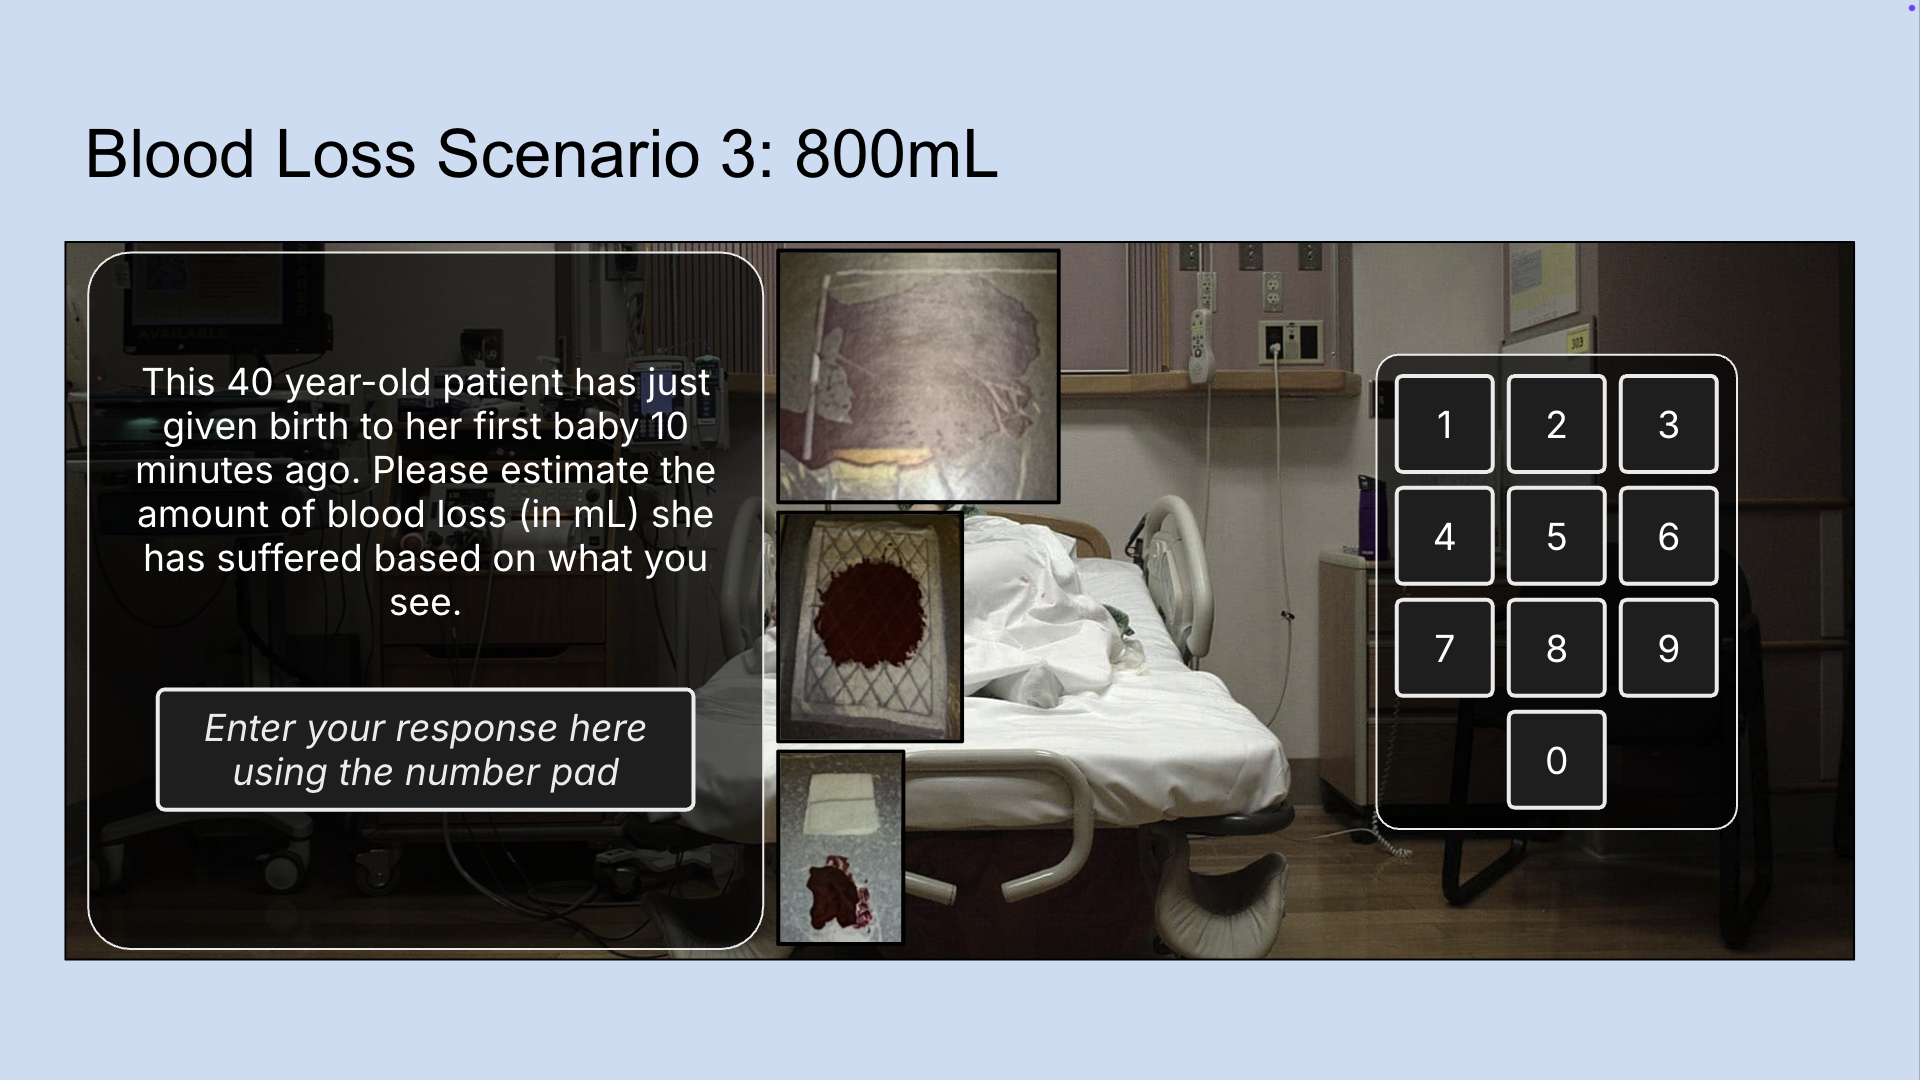 Blood Loss Scenario 3: 800mL
This 40 year-old patient has just
given birth to her first baby 10
minutes ago. Please estimate the
amount of blood loss (in mL) she
has suffered based on what you
see.
Enter your response here
using the number pad
AVAILABLE
303
1 2 3
4 5 6
7 8 9
0